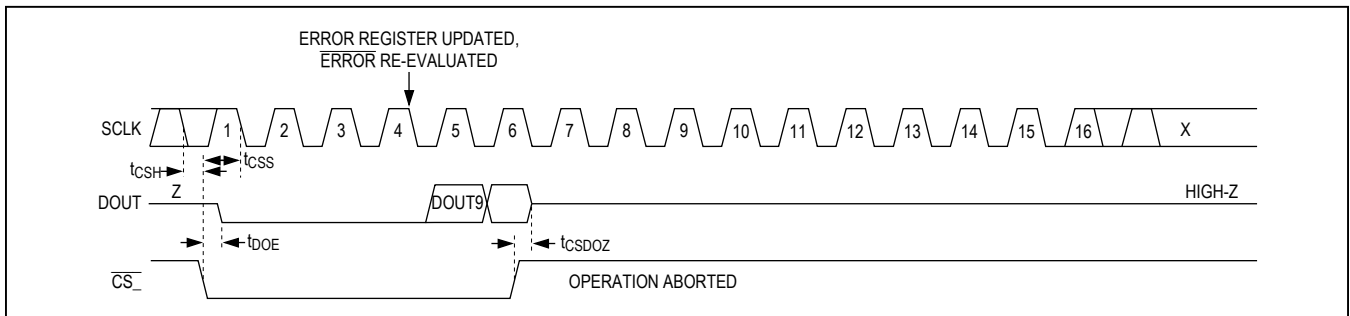 ERROR REGISTER UPDATED,
ERROR RE-EVALUATED
SCLK 1 2 3 4 5 6 7 8 9 10 11 12 13 14 15 16 X
tCSH tCSS
DOUT Z DOUT9 HIGH-Z
tDOE tCSDOZ
CS_ OPERATION ABORTED